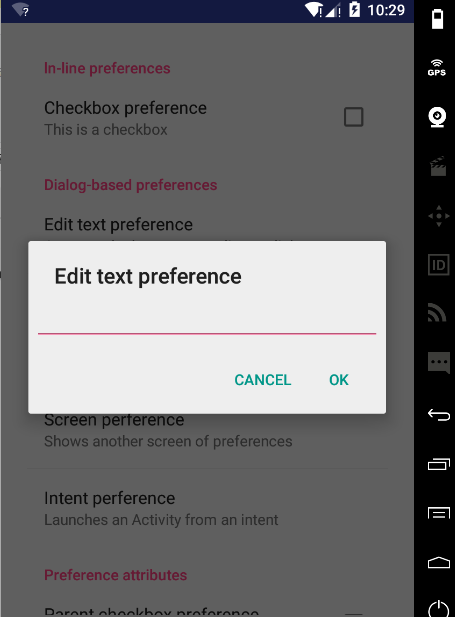 10:29
In-line preferences
Checkbox preference
This is a checkbox
Dialog-based preferences
Edit text preference
Edit text preference
CANCEL
OK
Screen perference
Shows another screen of preferences
Intent perference
Launches an Activity from an intent
Preference attributes
Parent checkbox preference
GPS
ID